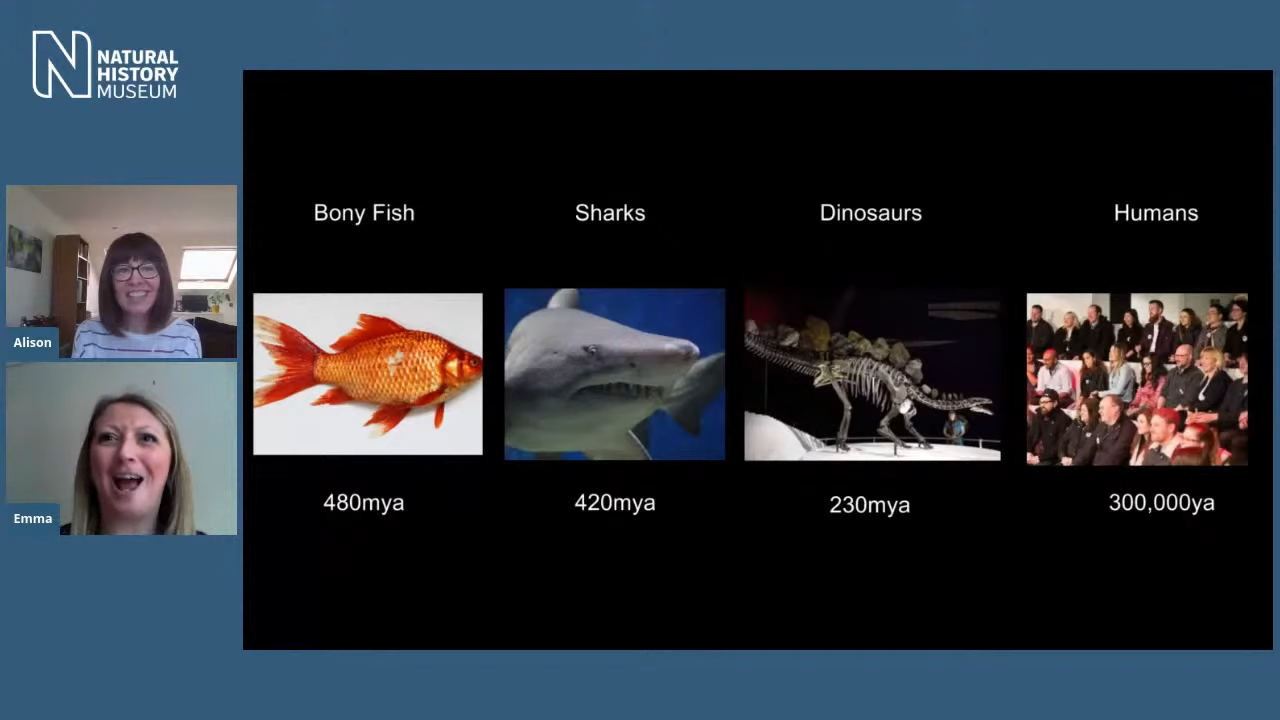 NATURAL
HISTORY
MUSEUM
Alison
Emma
Bony Fish
Sharks
Dinosaurs
Humans
480mya
420mya
230mya
300,000ya